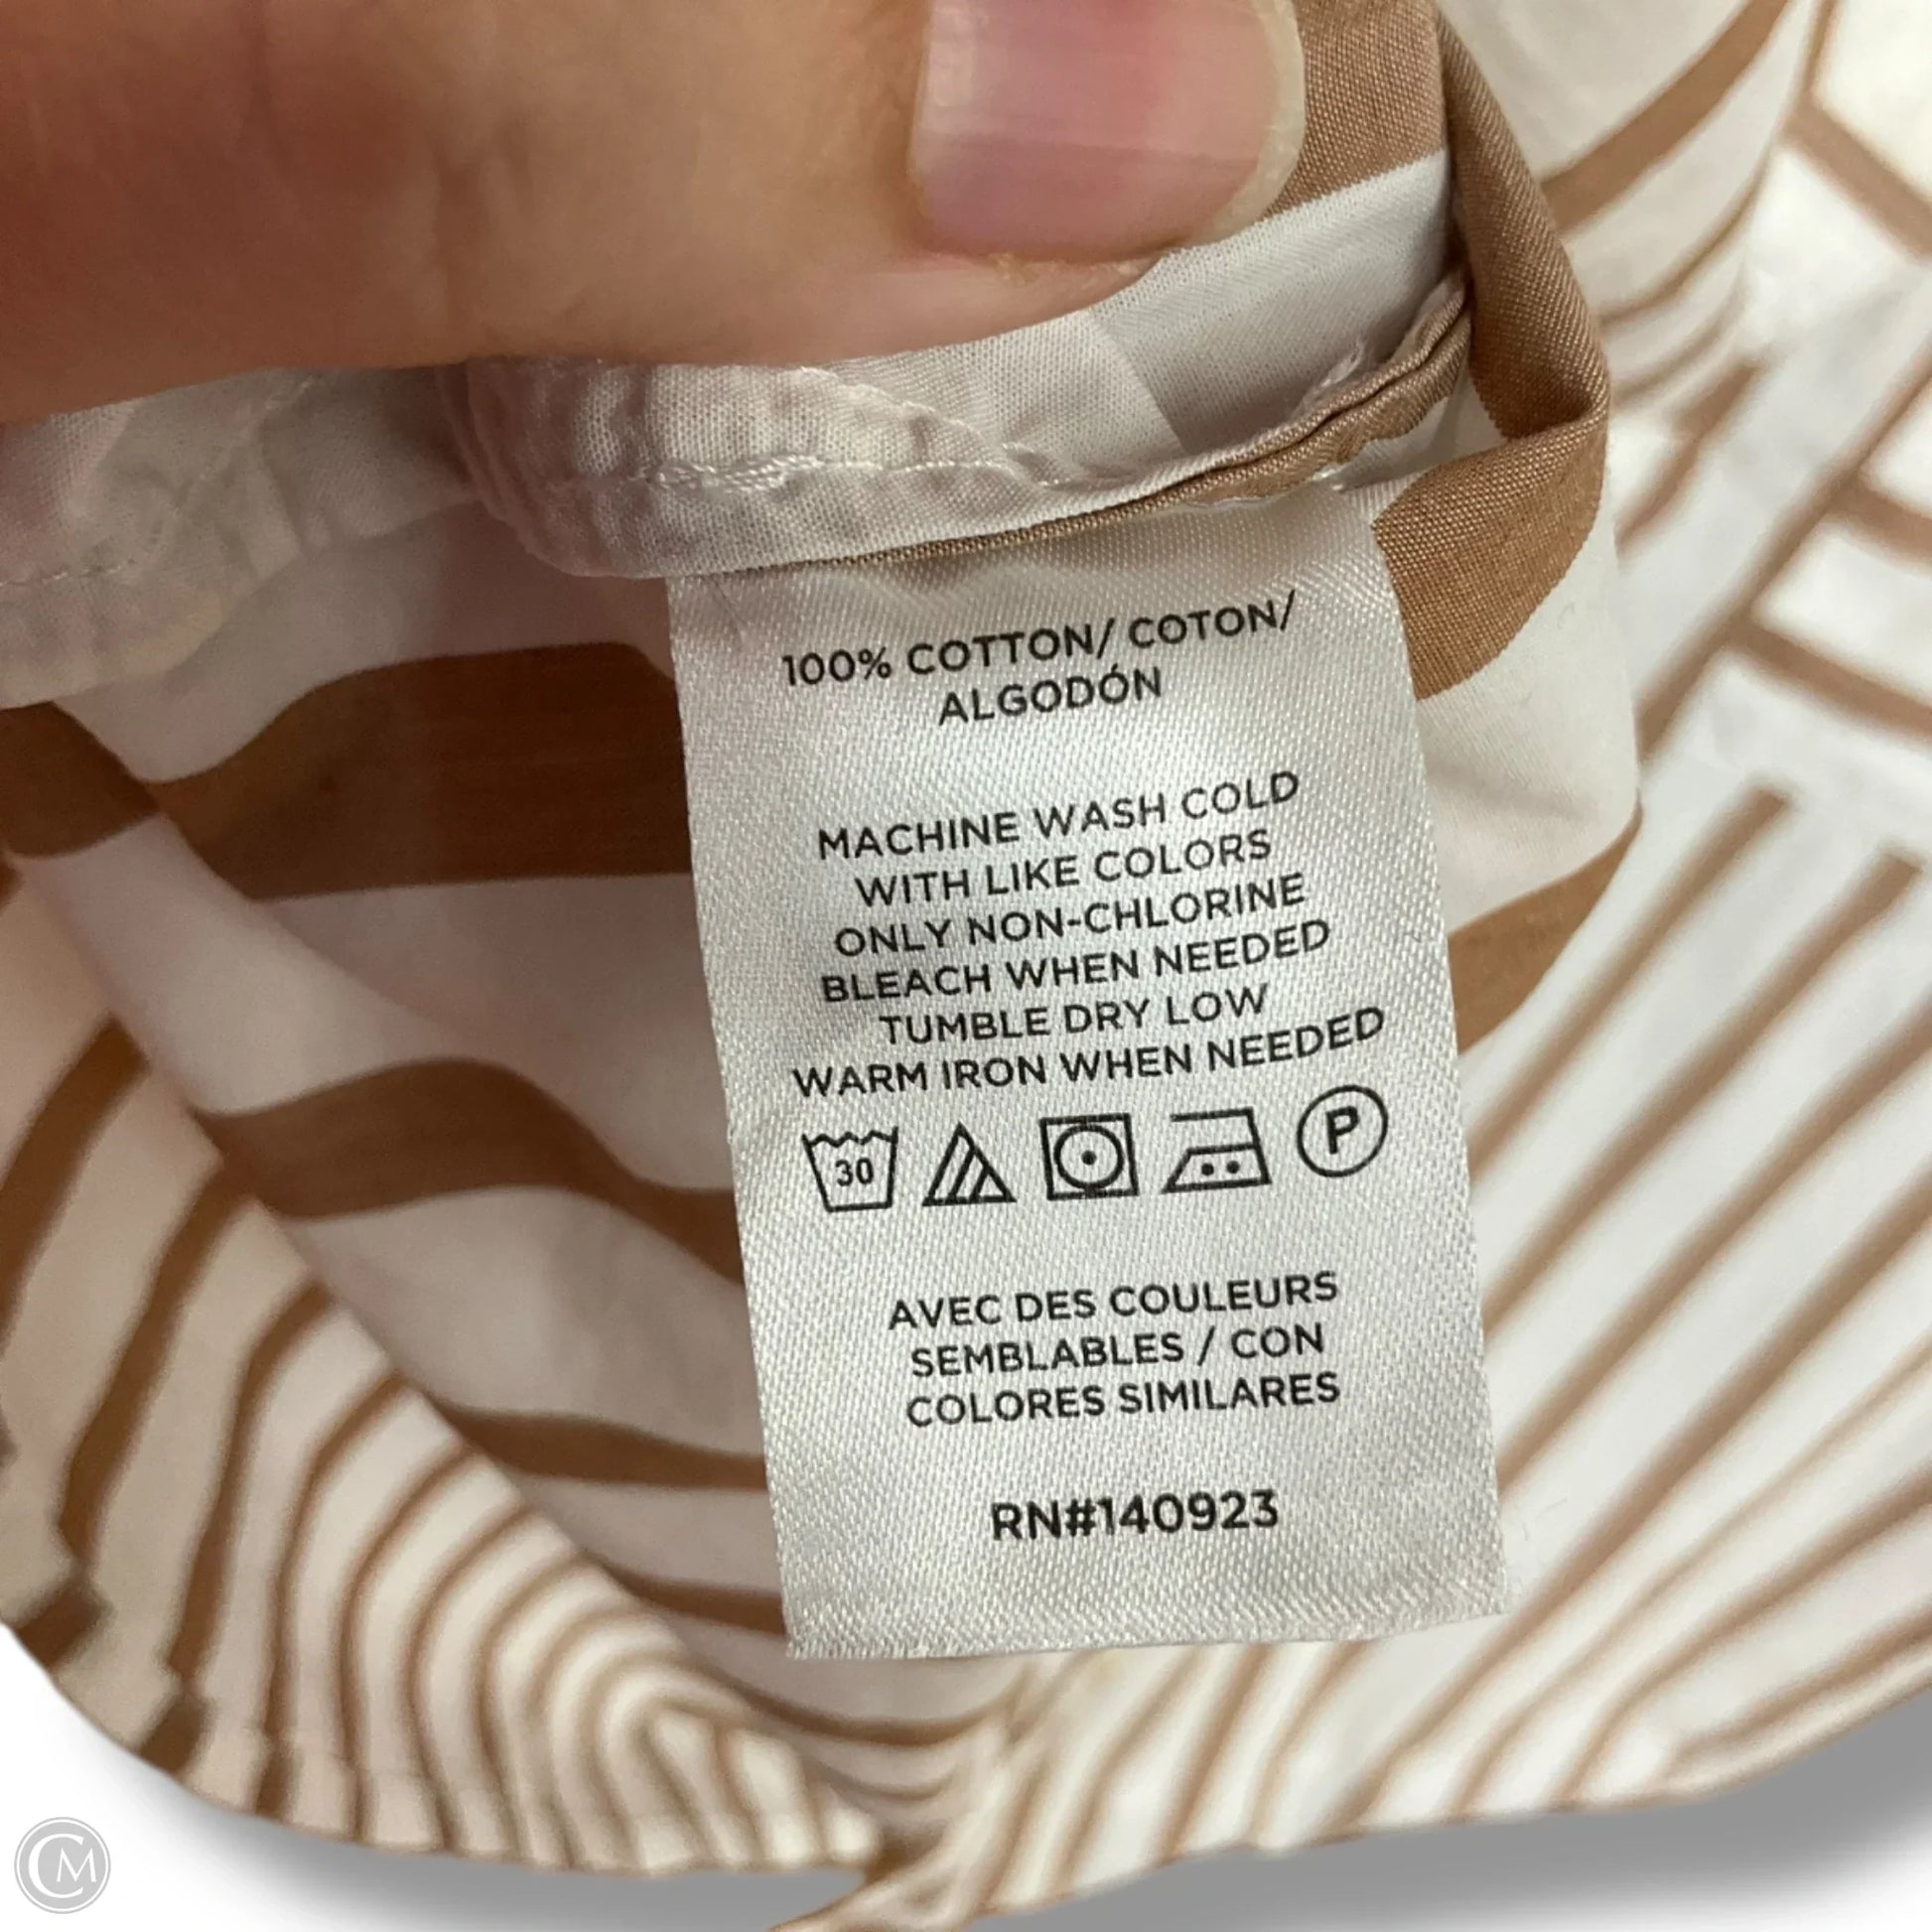 100% COTTON/ COTON/
ALGODÓN
MACHINE WASH COLD
WITH LIKE COLORS
ONLY NON-CHLORINE
BLEACH WHEN NEEDED
TUMBLE DRY LOW
WARM IRON WHEN NEEDED
30 P
AVEC DES COULEURS
SEMBLABLES / CON
COLORES SIMILARES
RN#140923
CM